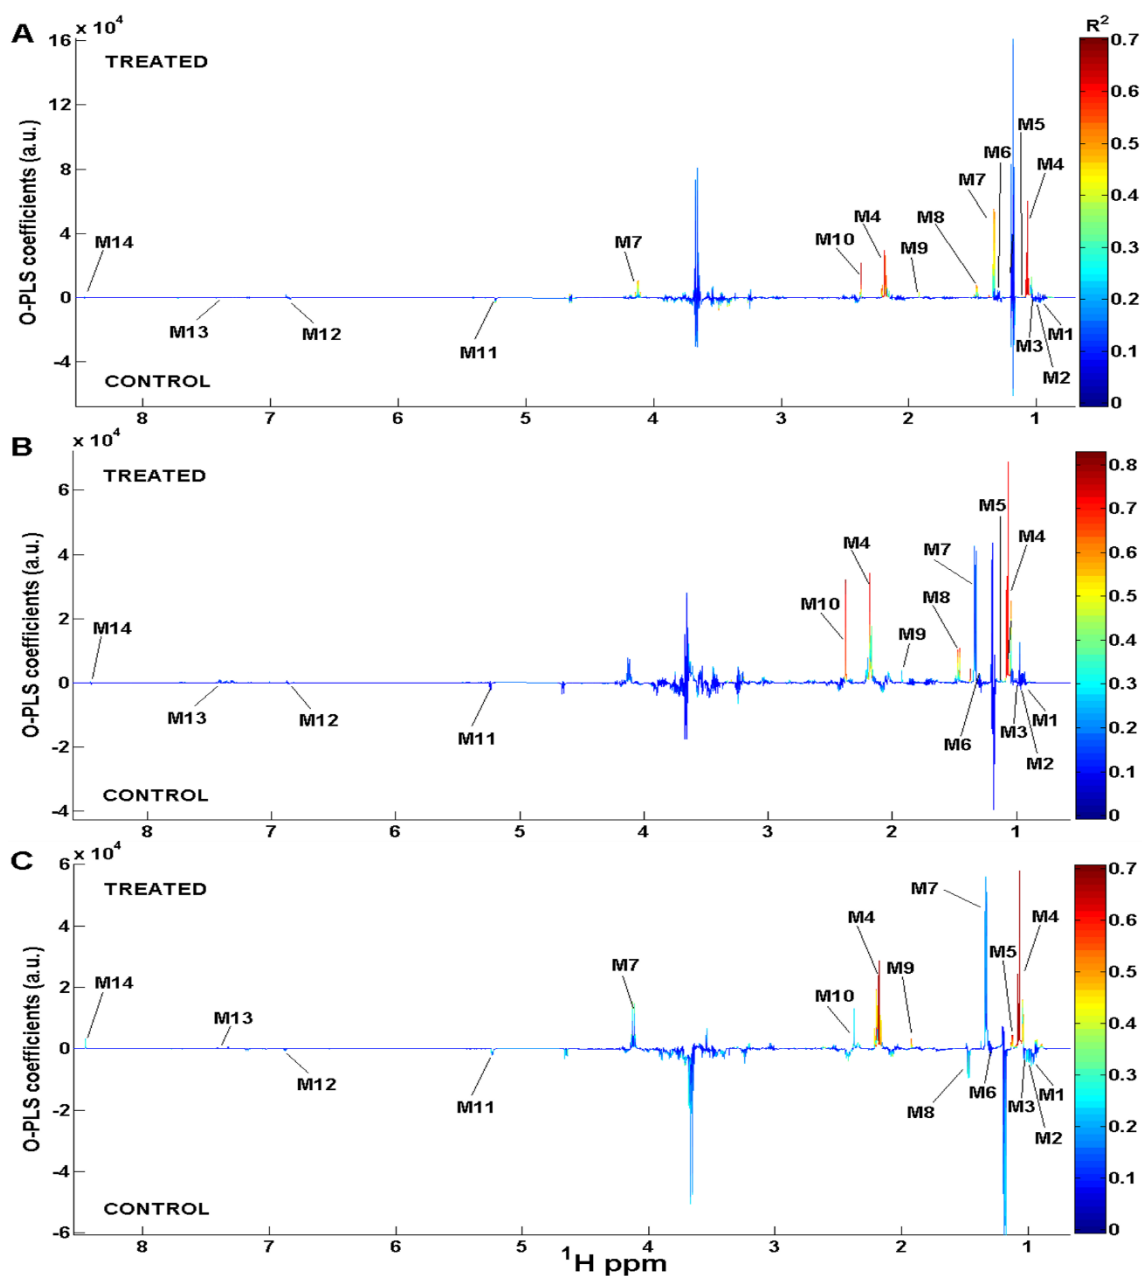 A
x 10⁴
R²
TREATED
16
12
8
4
0
-4
O-PLS coefficients (a.u.)
M14
M13
M12
M11
M7
M10
M4
M9
M8
M7
M6
M5
M4
M3
M2
M1
CONTROL
8 7 6 5 4 3 2 1
0.7
0.6
0.5
0.4
0.3
0.2
0.1
0
B
x 10⁴
TREATED
6
4
2
0
-2
-4
O-PLS coefficients (a.u.)
M14
M13
M12
M11
M10
M4
M9
M8
M7
M6
M5
M4
M3
M2
M1
CONTROL
8 7 6 5 4 3 2 1
0.8
0.7
0.6
0.5
0.4
0.3
0.2
0.1
0
C
x 10⁴
TREATED
6
4
2
0
-2
-4
-6
O-PLS coefficients (a.u.)
M14
M13
M12
M11
M7
M10
M4
M9
M8
M7
M6
M5
M4
M3
M2
M1
CONTROL
8 7 6 5 4 3 2 1
¹H ppm
0.7
0.6
0.5
0.4
0.3
0.2
0.1
0